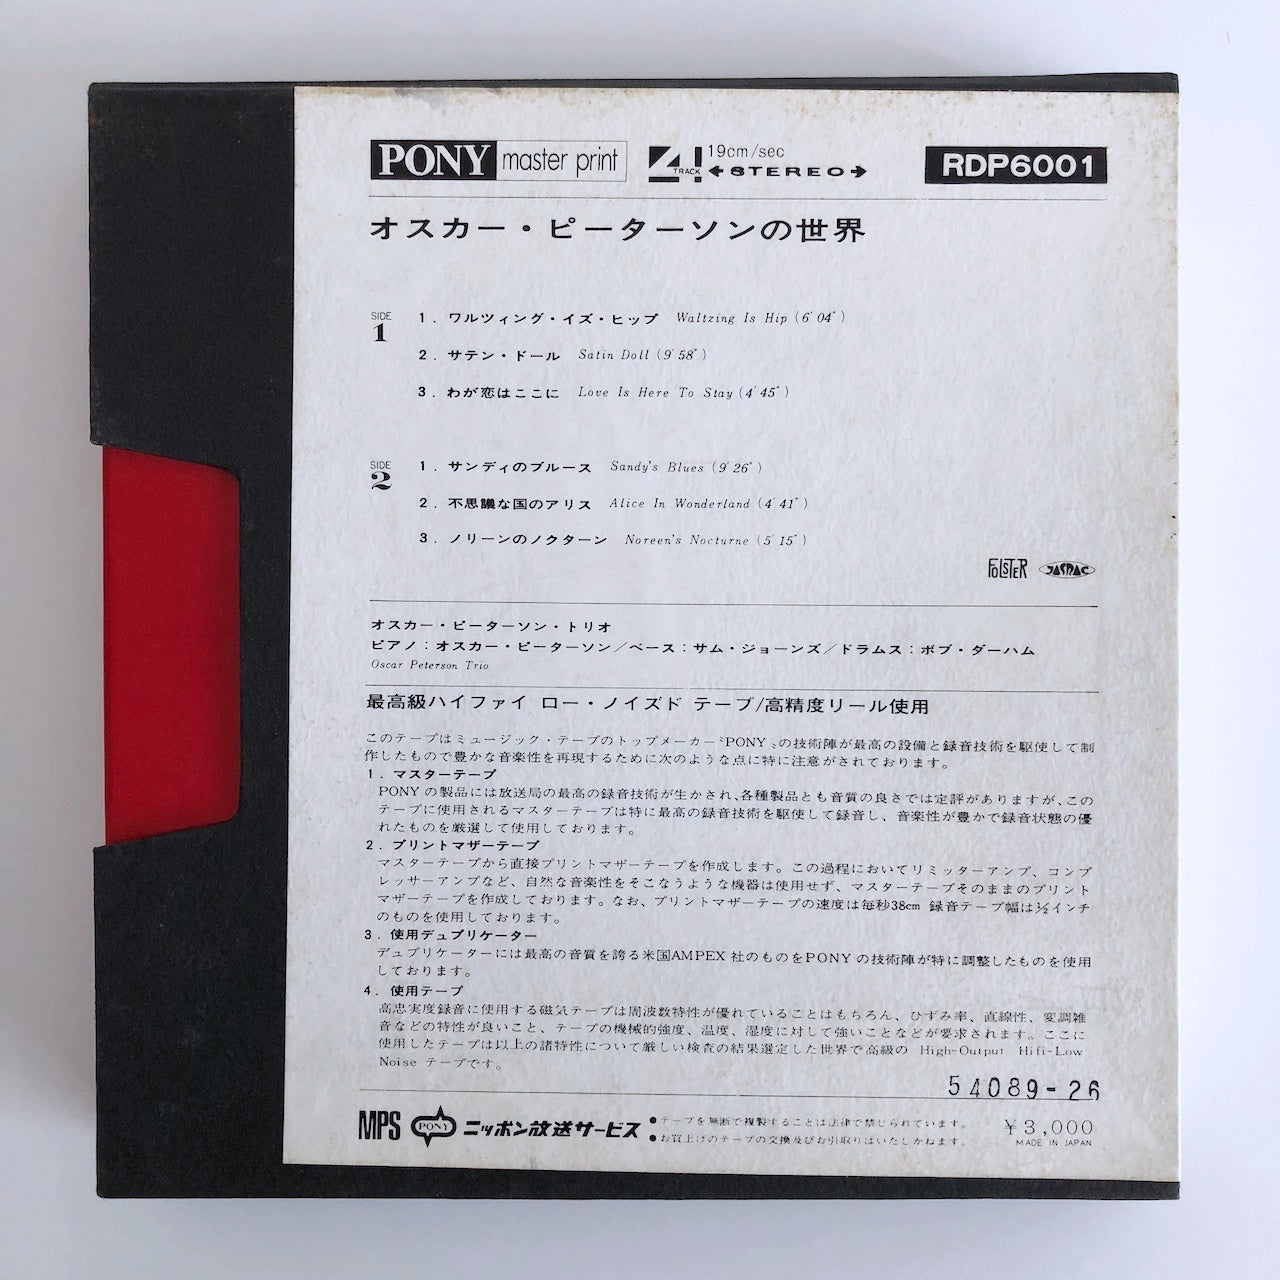 PONY master print 4 TRACK 19cm/sec STEREO RDP6001
オスカー・ピーターソンの世界
SIDE 1
1. ワルツィング・イズ・ヒップ Waltzing Is Hip (6′04″)
2. サテン・ドール Satin Doll (9′58″)
3. わが恋はここに Love Is Here To Stay (4′45″)
SIDE 2
1. サンディのブルース Sandy's Blues (9′26″)
2. 不思議な国のアリス Alice In Wonderland (4′41″)
3. ノリーンのノクターン Noreen's Nocturne (5′15″)
FOLSTER JASRAC
オスカー・ピーターソン・トリオ
ピアノ:オスカー・ピーターソン/ベース:サム・ジョーンズ/ドラムス:ボブ・ダーハム
Oscar Peterson Trio
最高級ハイファイ ロー・ノイズド テープ/高精度リール使用
このテープはミュージック・テープのトップメーカー〝PONY〟の技術陣が最高の設備と録音技術を駆使して制
作したもので豊かな音楽性を再現するために次のような点に特に注意がされております。
1. マスターテープ
PONYの製品には放送局の最高の録音技術が生かされ、各種製品とも音質の良さでは定評がありますが、この
テープに使用されるマスターテープは特に最高の録音技術を駆使して録音し、音楽性が豊かで録音状態の優
れたものを厳選して使用しております。
2. プリントマザーテープ
マスターテープから直接プリントマザーテープを作成します。この過程においてリミッターアンプ、コンプ
レッサーアンプなど、自然な音楽性をそこなうような機器は使用せず、マスターテープそのままのプリント
マザーテープを作成しております。なお、プリントマザーテープの速度は毎秒38cm 録音テープ幅は½インチ
のものを使用しております。
3. 使用デュプリケーター
デュプリケーターには最高の音質を誇る米国AMPEX 社のものをPONYの技術陣が特に調整したものを使用
しております。
4. 使用テープ
高忠実度録音に使用する磁気テープは周波数特性が優れていることはもちろん、ひずみ率、直線性、変調雑
音などの特性が良いこと、テープの機械的強度、温度、湿度に対して強いことなどが要求されます。ここに
使用したテープは以上の諸特性について厳しい検査の結果選定した世界で高級の High-Output Hifi-Low
Noise テープです。
54089-26
MPS PONY ニッポン放送サービス
●テープを無断で複製することは法律で禁じられています。
●お買上げのテープの交換及びお引取りはいたしかねます。
¥3,000
MADE IN JAPAN